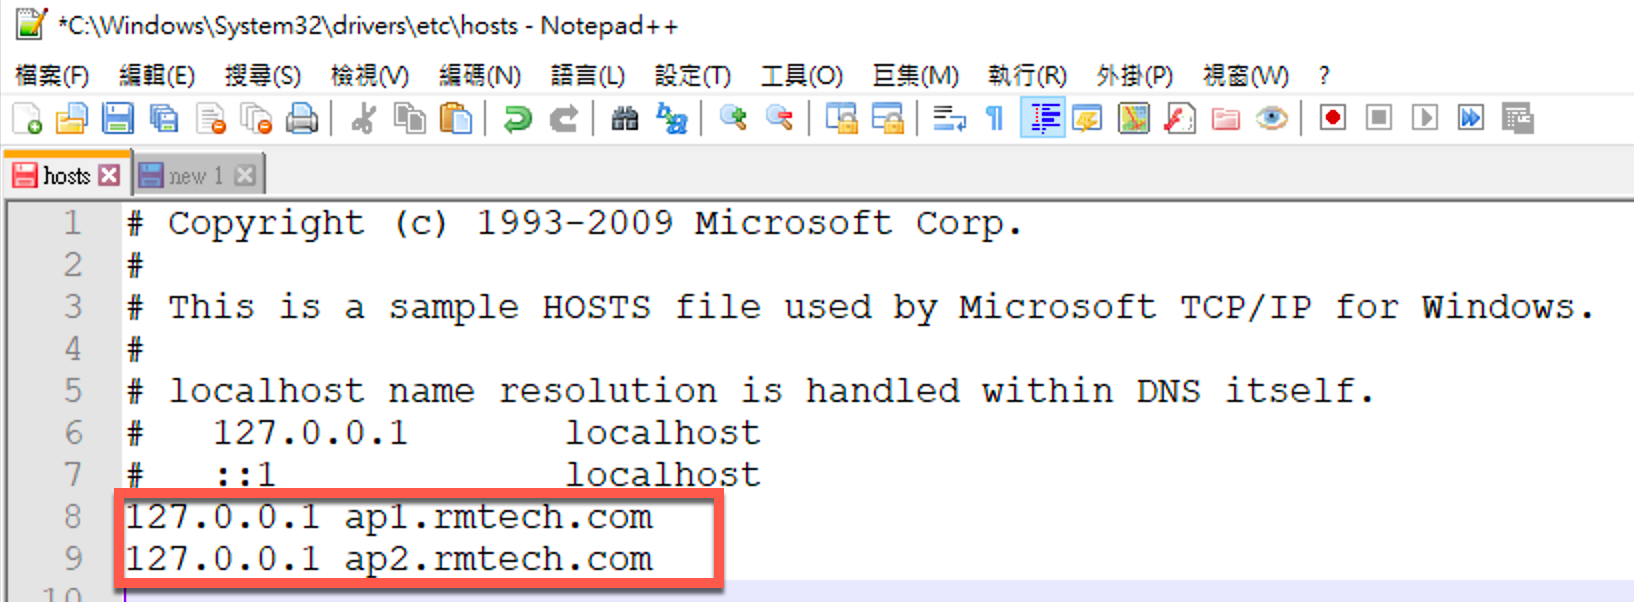 *C:\Windows\System32\drivers\etc\hosts - Notepad++
檔案(F) 編輯(E) 搜尋(S) 檢視(V) 編碼(N) 語言(L) 設定(T) 工具(O) 巨集(M) 執行(R) 外掛(P) 視窗(W) ?
hosts new 1
1 # Copyright (c) 1993-2009 Microsoft Corp.
2 #
3 # This is a sample HOSTS file used by Microsoft TCP/IP for Windows.
4 #
5 # localhost name resolution is handled within DNS itself.
6 # 127.0.0.1 localhost
7 # ::1 localhost
8 127.0.0.1 ap1.rmtech.com
9 127.0.0.1 ap2.rmtech.com
10